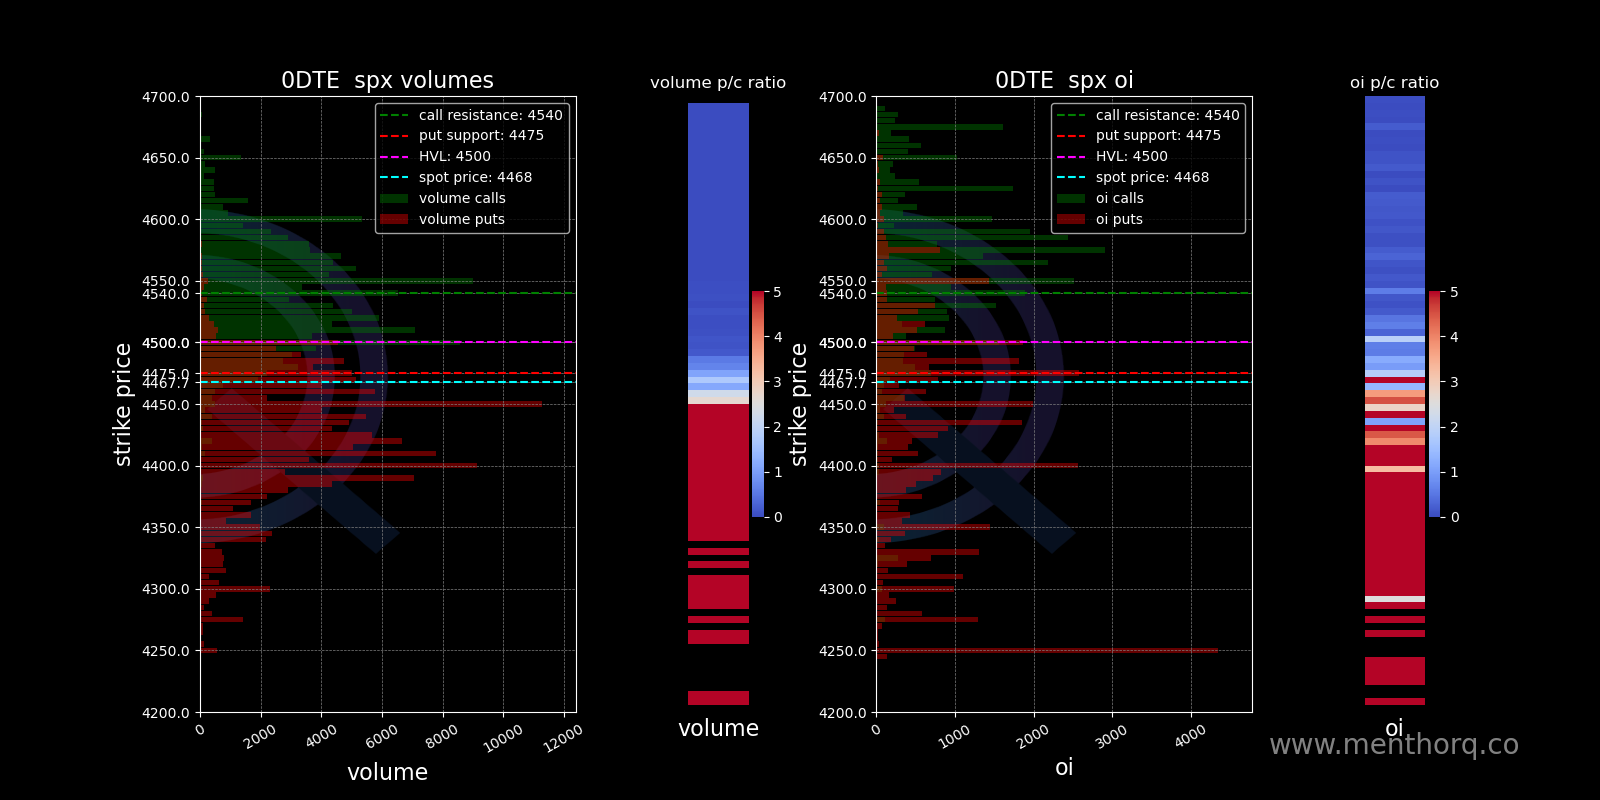 0DTE  spx volumes
volume p/c ratio
0DTE  spx oi
oi p/c ratio
call resistance: 4540
put support: 4475
HVL: 4500
spot price: 4468
volume calls
volume puts
call resistance: 4540
put support: 4475
HVL: 4500
spot price: 4468
oi calls
oi puts
strike price
4700.0
4650.0
4600.0
4550.0
4540.0
4500.0
4475.0
4467.7
4450.0
4400.0
4350.0
4300.0
4250.0
4200.0
0 2000 4000 6000 8000 10000 12000
volume
5
4
3
2
1
0
volume
strike price
4700.0
4650.0
4600.0
4550.0
4540.0
4500.0
4475.0
4467.7
4450.0
4400.0
4350.0
4300.0
4250.0
4200.0
0 1000 2000 3000 4000
oi
5
4
3
2
1
0
oi
www.menthorq.co